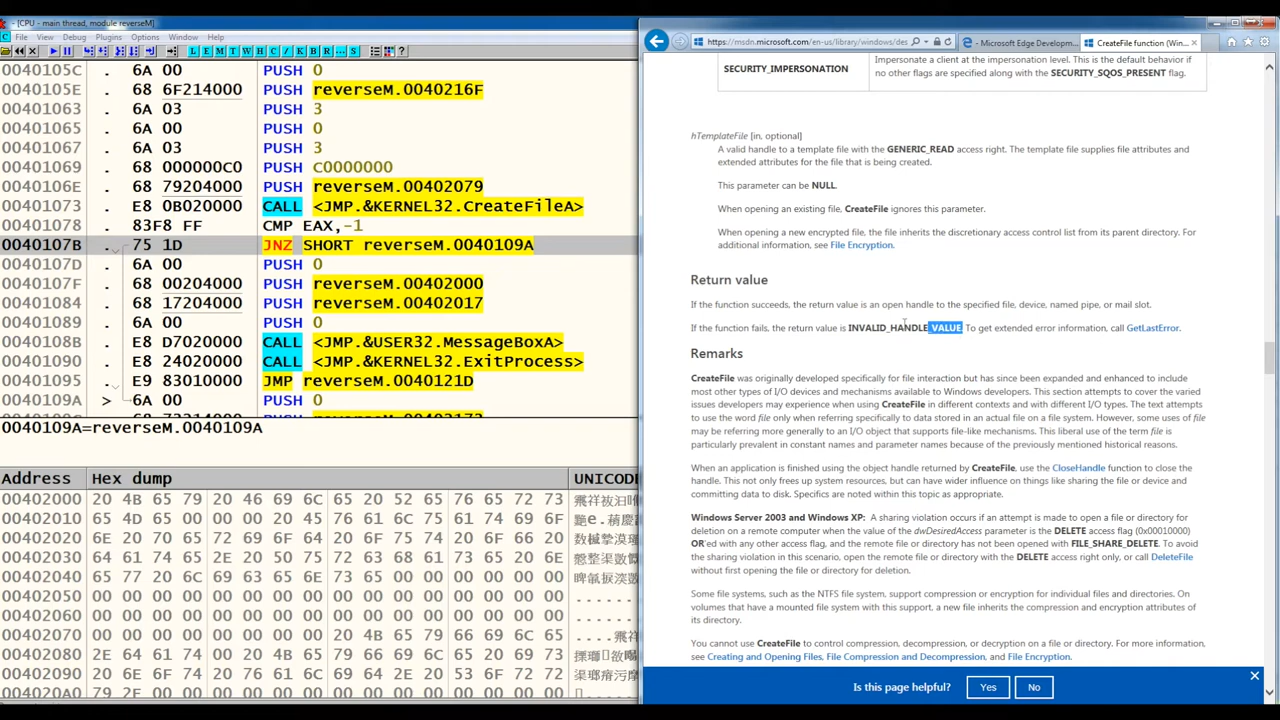 - [CPU - main thread, module reverseM]
File View Debug Plugins Options Window Help
L E M T W H C / K B R ... S
0040105C . 6A 00 PUSH 0
0040105E . 68 6F214000 PUSH reverseM.0040216F
00401063 . 6A 03 PUSH 3
00401065 . 6A 00 PUSH 0
00401067 . 6A 03 PUSH 3
00401069 . 68 000000C0 PUSH C0000000
0040106E . 68 79204000 PUSH reverseM.00402079
00401073 . E8 0B020000 CALL <JMP.&KERNEL32.CreateFileA>
00401078 . 83F8 FF CMP EAX,-1
0040107B . 75 1D JNZ SHORT reverseM.0040109A
0040107D . 6A 00 PUSH 0
0040107F . 68 00204000 PUSH reverseM.00402000
00401084 . 68 17204000 PUSH reverseM.00402017
00401089 . 6A 00 PUSH 0
0040108B . E8 D7020000 CALL <JMP.&USER32.MessageBoxA>
00401090 . E8 24020000 CALL <JMP.&KERNEL32.ExitProcess>
00401095 . E9 83010000 JMP reverseM.0040121D
0040109A > 6A 00 PUSH 0
0040109A=reverseM.0040109A
Address Hex dump UNICODE
00402000 20 4B 65 79 20 46 69 6C 65 20 52 65 76 65 72 73
00402010 65 4D 65 00 00 00 20 45 76 61 6C 75 61 74 69 6F
00402020 6E 20 70 65 72 69 6F 64 20 6F 75 74 20 6F 66 20
00402030 64 61 74 65 2E 20 50 75 72 63 68 61 73 65 20 6E
00402040 65 77 20 6C 69 63 65 6E 73 65 00 00 00 00 00 00
00402050 00 00 00 00 00 00 00 00 00 00 00 00 00 00 00 00
00402060 00 00 00 00 00 00 00 00 00 00 00 00 00 00 00 00
00402070 00 00 00 00 00 00 00 00 00 20 4B 65 79 66 69 6C
00402080 2E 64 61 74 00 20 4B 65 79 66 69 6C 65 20 69 73
00402090 20 6E 6F 74 20 76 61 6C 69 64 2E 20 53 6F 72 72
004020A0 79 2E 00 00 00 00 00 00 00 00 00 00 00 00 00 00
https://msdn.microsoft.com/en-us/library/windows/des
- Microsoft Edge Developm...
CreateFile function (Win... ×
SECURITY_IMPERSONATION
Impersonate a client at the impersonation level. This is the default behavior if
no other flags are specified along with the SECURITY_SQOS_PRESENT flag.
hTemplateFile [in, optional]
A valid handle to a template file with the GENERIC_READ access right. The template file supplies file attributes and
extended attributes for the file that is being created.
This parameter can be NULL.
When opening an existing file, CreateFile ignores this parameter.
When opening a new encrypted file, the file inherits the discretionary access control list from its parent directory. For
additional information, see File Encryption.
Return value
If the function succeeds, the return value is an open handle to the specified file, device, named pipe, or mail slot.
If the function fails, the return value is INVALID_HANDLE_VALUE. To get extended error information, call GetLastError.
Remarks
CreateFile was originally developed specifically for file interaction but has since been expanded and enhanced to include
most other types of I/O devices and mechanisms available to Windows developers. This section attempts to cover the varied
issues developers may experience when using CreateFile in different contexts and with different I/O types. The text attempts
to use the word file only when referring specifically to data stored in an actual file on a file system. However, some uses of file
may be referring more generally to an I/O object that supports file-like mechanisms. This liberal use of the term file is
particularly prevalent in constant names and parameter names because of the previously mentioned historical reasons.
When an application is finished using the object handle returned by CreateFile, use the CloseHandle function to close the
handle. This not only frees up system resources, but can have wider influence on things like sharing the file or device and
committing data to disk. Specifics are noted within this topic as appropriate.
Windows Server 2003 and Windows XP: A sharing violation occurs if an attempt is made to open a file or directory for
deletion on a remote computer when the value of the dwDesiredAccess parameter is the DELETE access flag (0x00010000)
OR'ed with any other access flag, and the remote file or directory has not been opened with FILE_SHARE_DELETE. To avoid
the sharing violation in this scenario, open the remote file or directory with the DELETE access right only, or call DeleteFile
without first opening the file or directory for deletion.
Some file systems, such as the NTFS file system, support compression or encryption for individual files and directories. On
volumes that have a mounted file system with this support, a new file inherits the compression and encryption attributes of
its directory.
You cannot use CreateFile to control compression, decompression, or decryption on a file or directory. For more information,
see Creating and Opening Files, File Compression and Decompression, and File Encryption.
Is this page helpful? Yes No